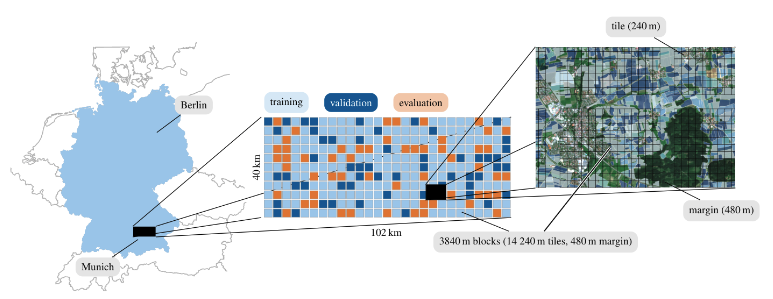 tile (240 m)
Berlin
training
validation
evaluation
40 km
margin (480 m)
102 km
3840 m blocks (14 240 m tiles, 480 m margin)
Munich